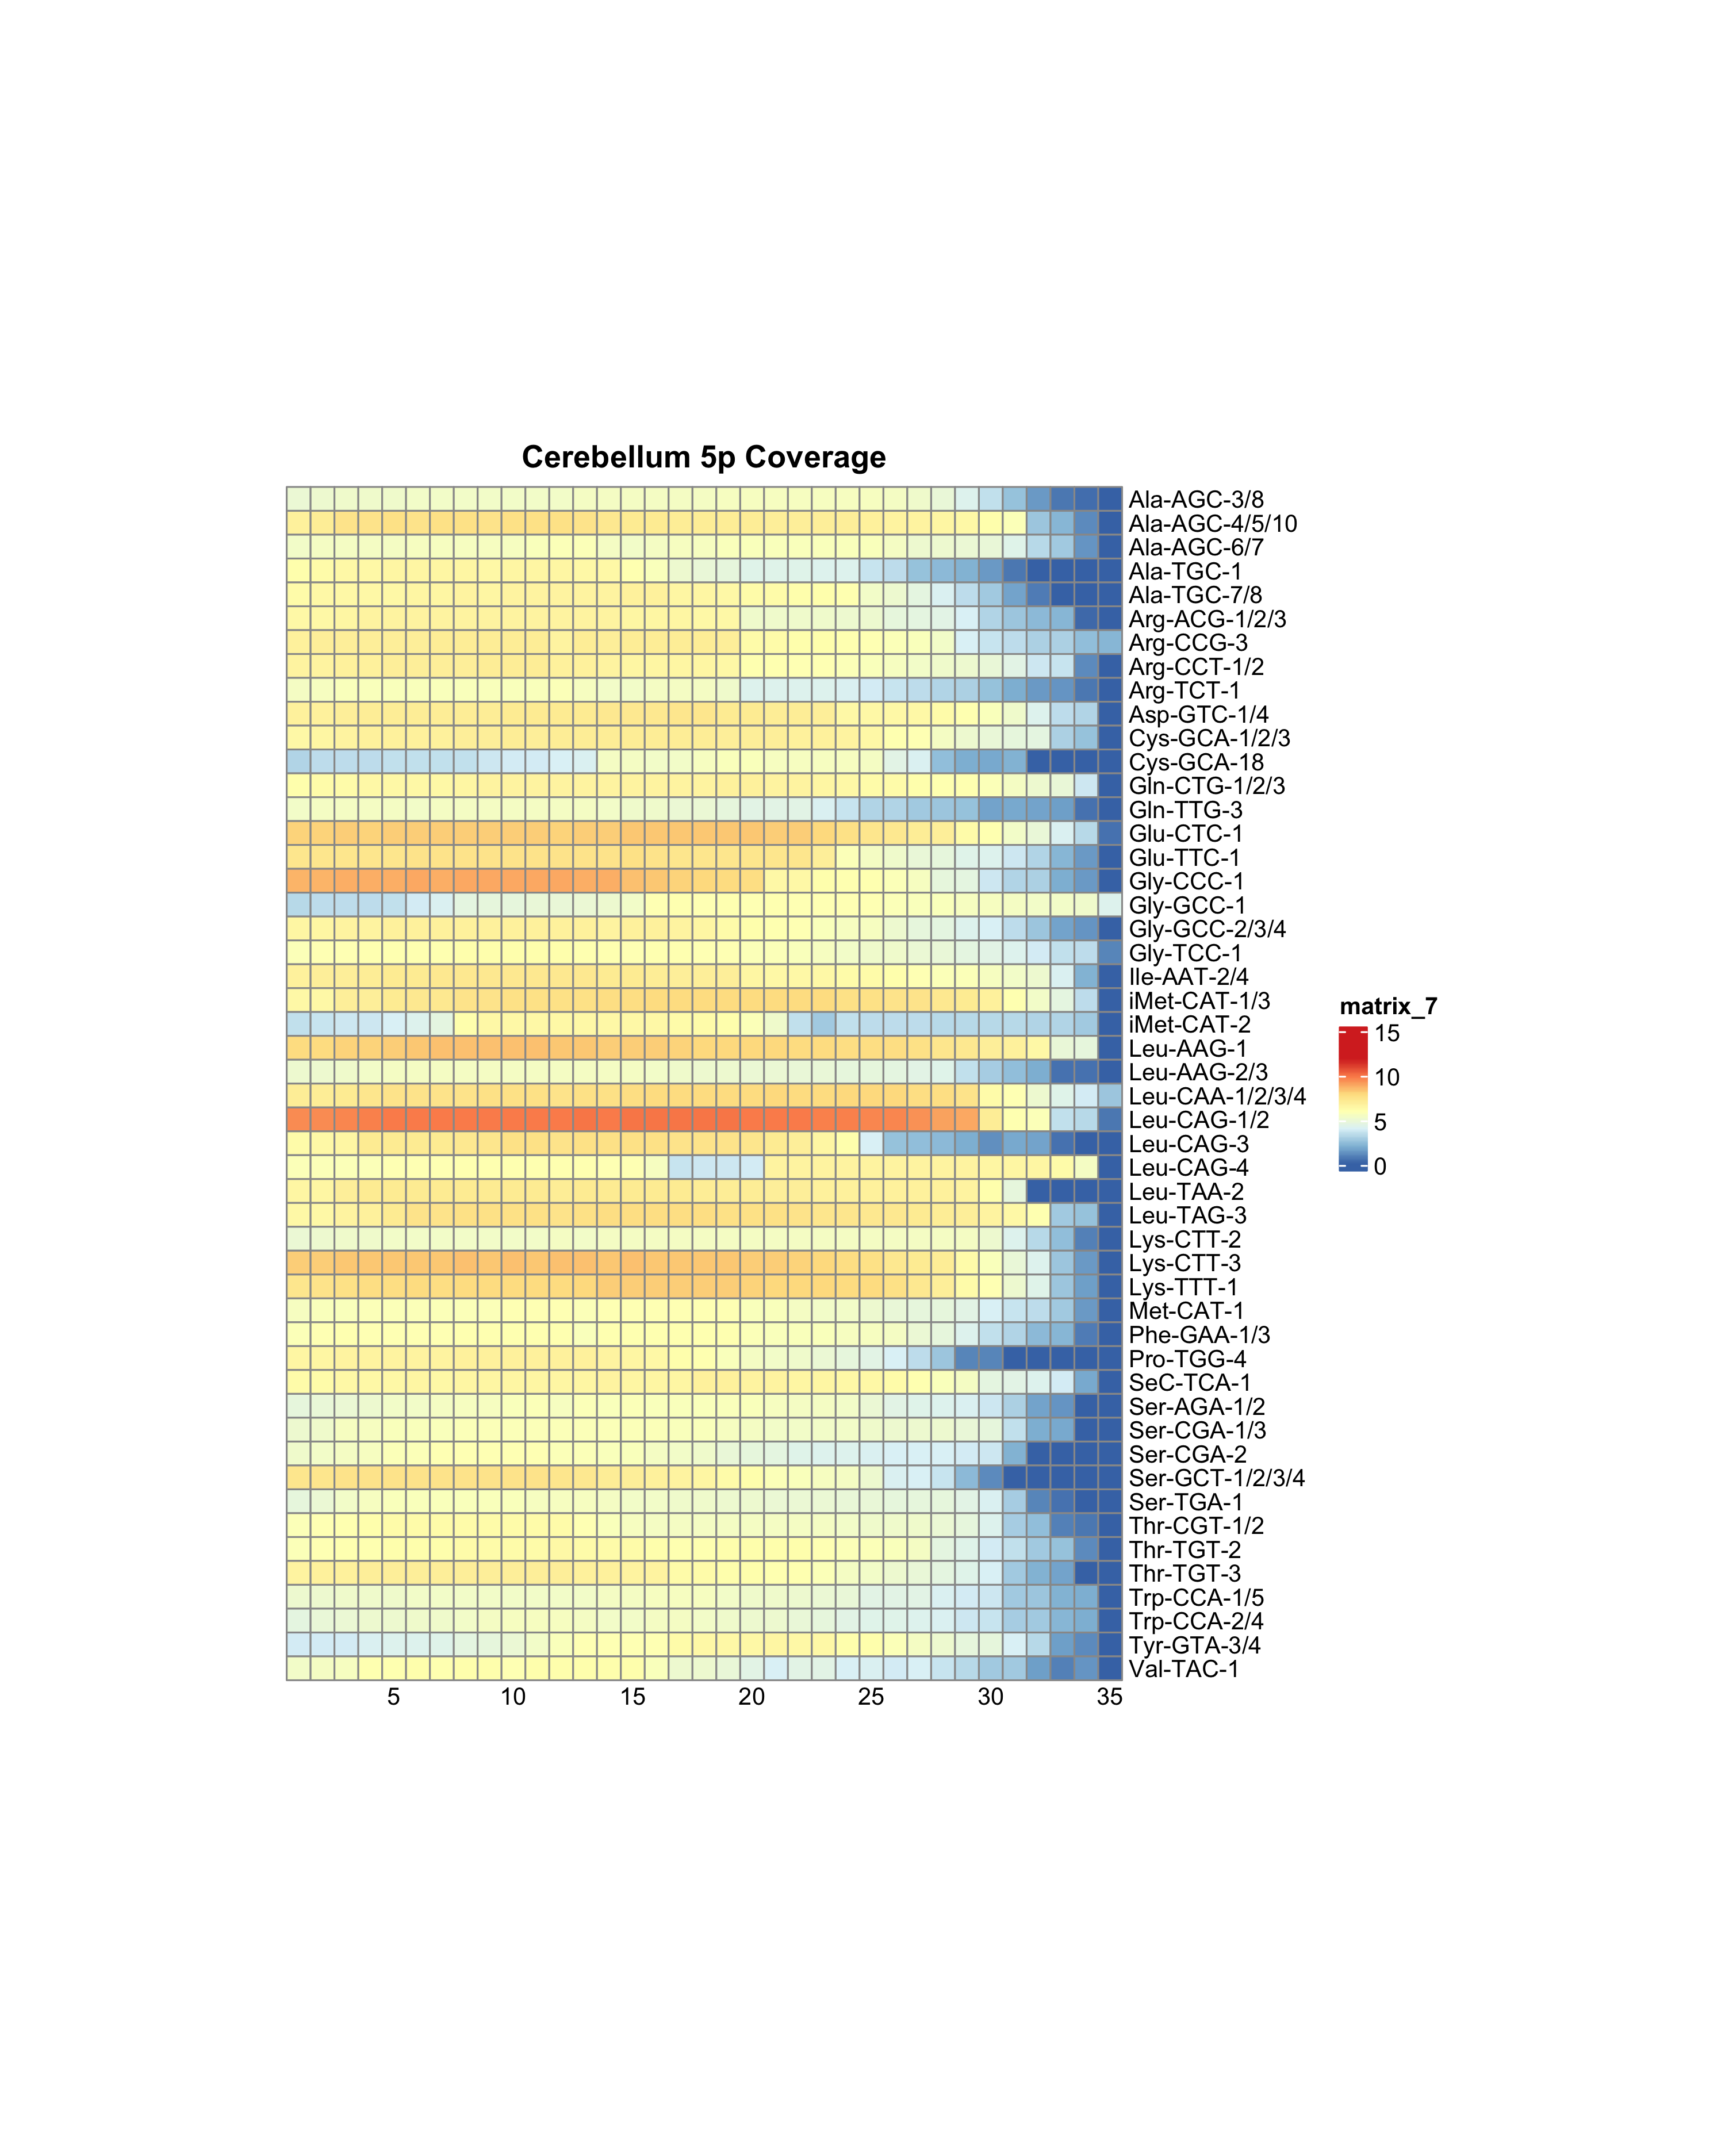 Cerebellum 5p Coverage
Ala-AGC-3/8
Ala-AGC-4/5/10
Ala-AGC-6/7
Ala-TGC-1
Ala-TGC-7/8
Arg-ACG-1/2/3
Arg-CCG-3
Arg-CCT-1/2
Arg-TCT-1
Asp-GTC-1/4
Cys-GCA-1/2/3
Cys-GCA-18
Gln-CTG-1/2/3
Gln-TTG-3
Glu-CTC-1
Glu-TTC-1
Gly-CCC-1
Gly-GCC-1
Gly-GCC-2/3/4
Gly-TCC-1
Ile-AAT-2/4
iMet-CAT-1/3
iMet-CAT-2
Leu-AAG-1
Leu-AAG-2/3
Leu-CAA-1/2/3/4
Leu-CAG-1/2
Leu-CAG-3
Leu-CAG-4
Leu-TAA-2
Leu-TAG-3
Lys-CTT-2
Lys-CTT-3
Lys-TTT-1
Met-CAT-1
Phe-GAA-1/3
Pro-TGG-4
SeC-TCA-1
Ser-AGA-1/2
Ser-CGA-1/3
Ser-CGA-2
Ser-GCT-1/2/3/4
Ser-TGA-1
Thr-CGT-1/2
Thr-TGT-2
Thr-TGT-3
Trp-CCA-1/5
Trp-CCA-2/4
Tyr-GTA-3/4
Val-TAC-1
5 10 15 20 25 30 35
matrix_7
15
10
5
0